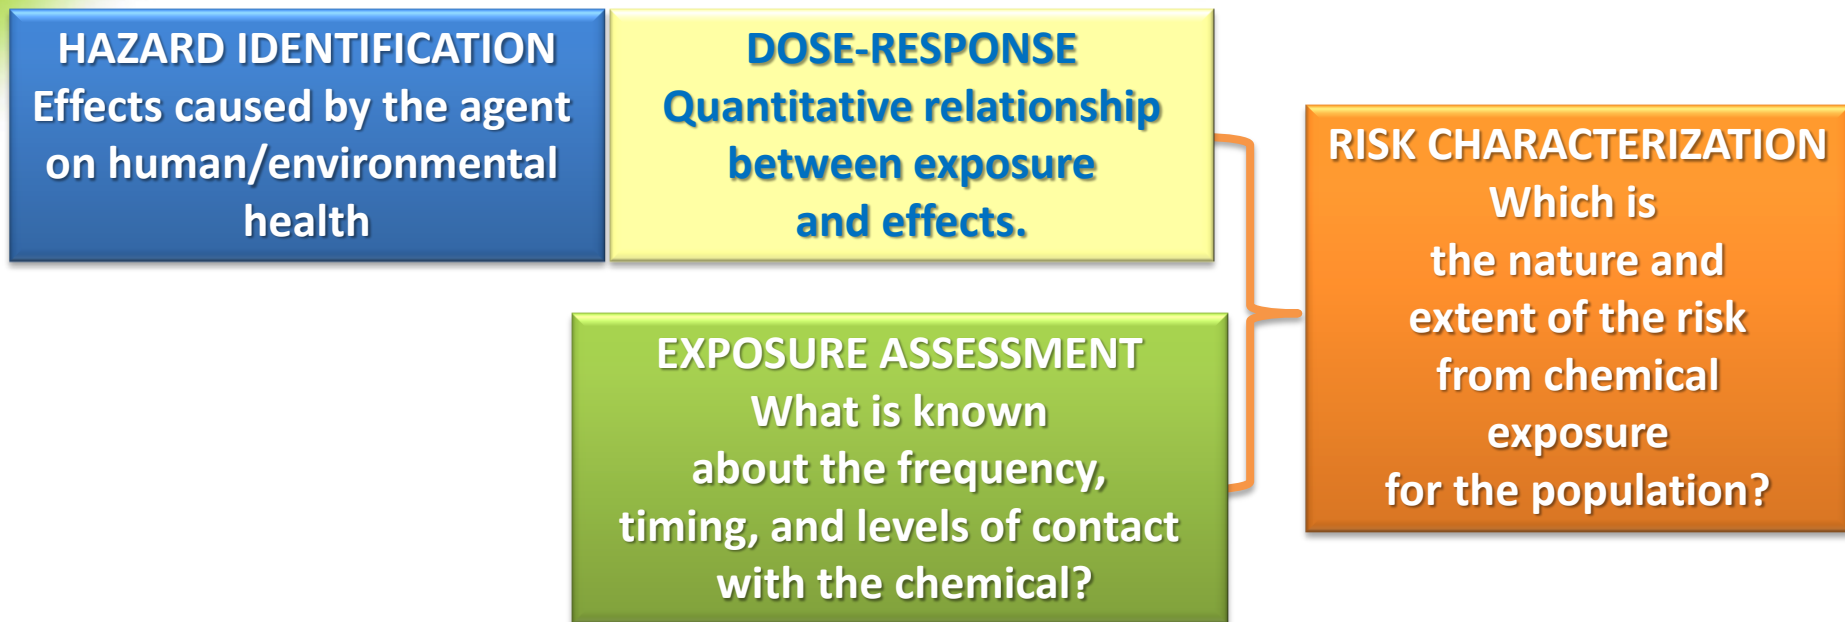 HAZARD IDENTIFICATION
Effects caused by the agent
on human/environmental
health
DOSE-RESPONSE
Quantitative relationship
between exposure
and effects.
EXPOSURE ASSESSMENT
What is known
about the frequency,
timing, and levels of contact
with the chemical?
RISK CHARACTERIZATION
Which is
the nature and
extent of the risk
from chemical
exposure
for the population?